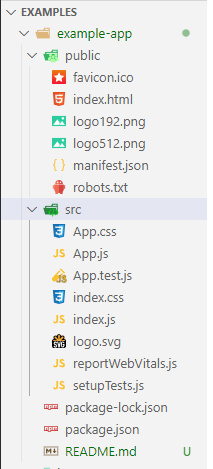 EXAMPLES
example-app
public
favicon.ico
index.html
logo192.png
logo512.png
manifest.json
robots.txt
src
App.css
App.js
App.test.js
index.css
index.js
logo.svg
reportWebVitals.js
setupTests.js
package-lock.json
package.json
README.md U